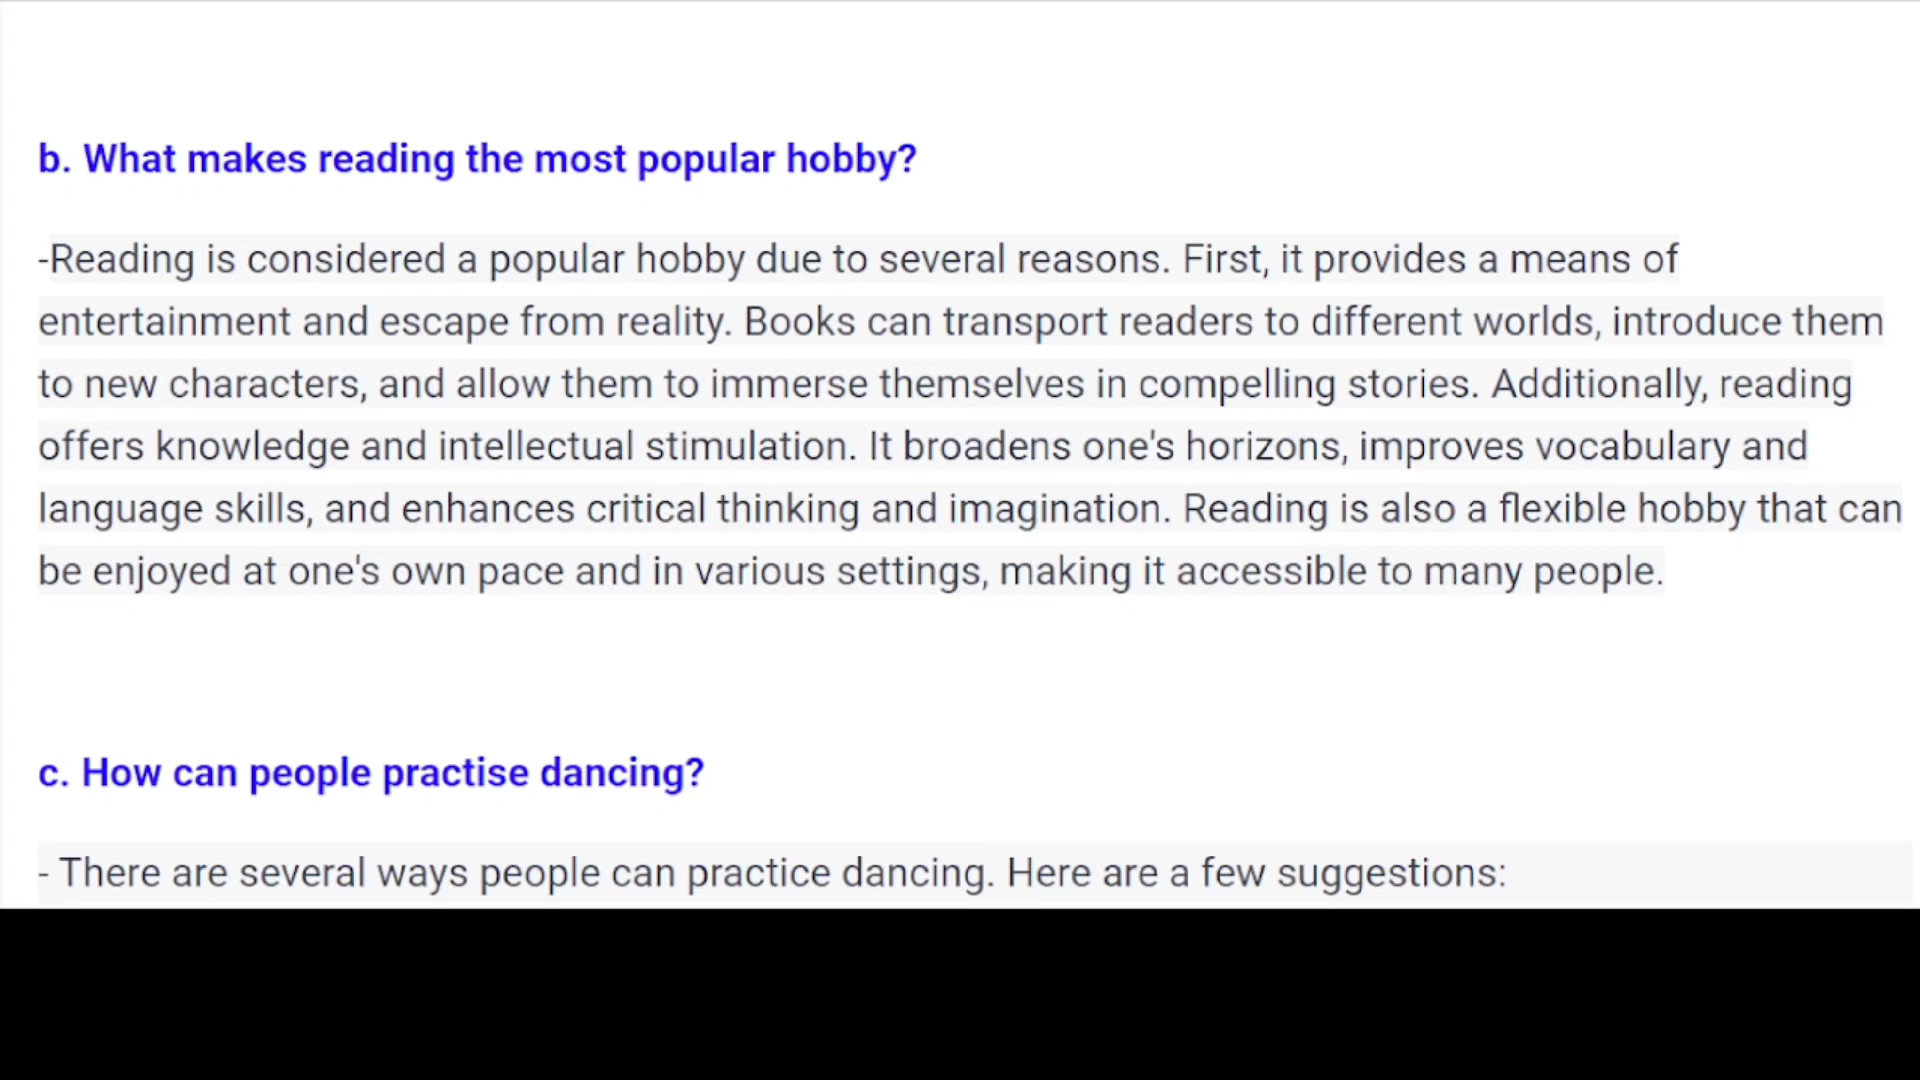 b. What makes reading the most popular hobby?
-Reading is considered a popular hobby due to several reasons. First, it provides a means of
entertainment and escape from reality. Books can transport readers to different worlds, introduce them
to new characters, and allow them to immerse themselves in compelling stories. Additionally, reading
offers knowledge and intellectual stimulation. It broadens one's horizons, improves vocabulary and
language skills, and enhances critical thinking and imagination. Reading is also a flexible hobby that can
be enjoyed at one's own pace and in various settings, making it accessible to many people.
c. How can people practise dancing?
- There are several ways people can practice dancing. Here are a few suggestions: